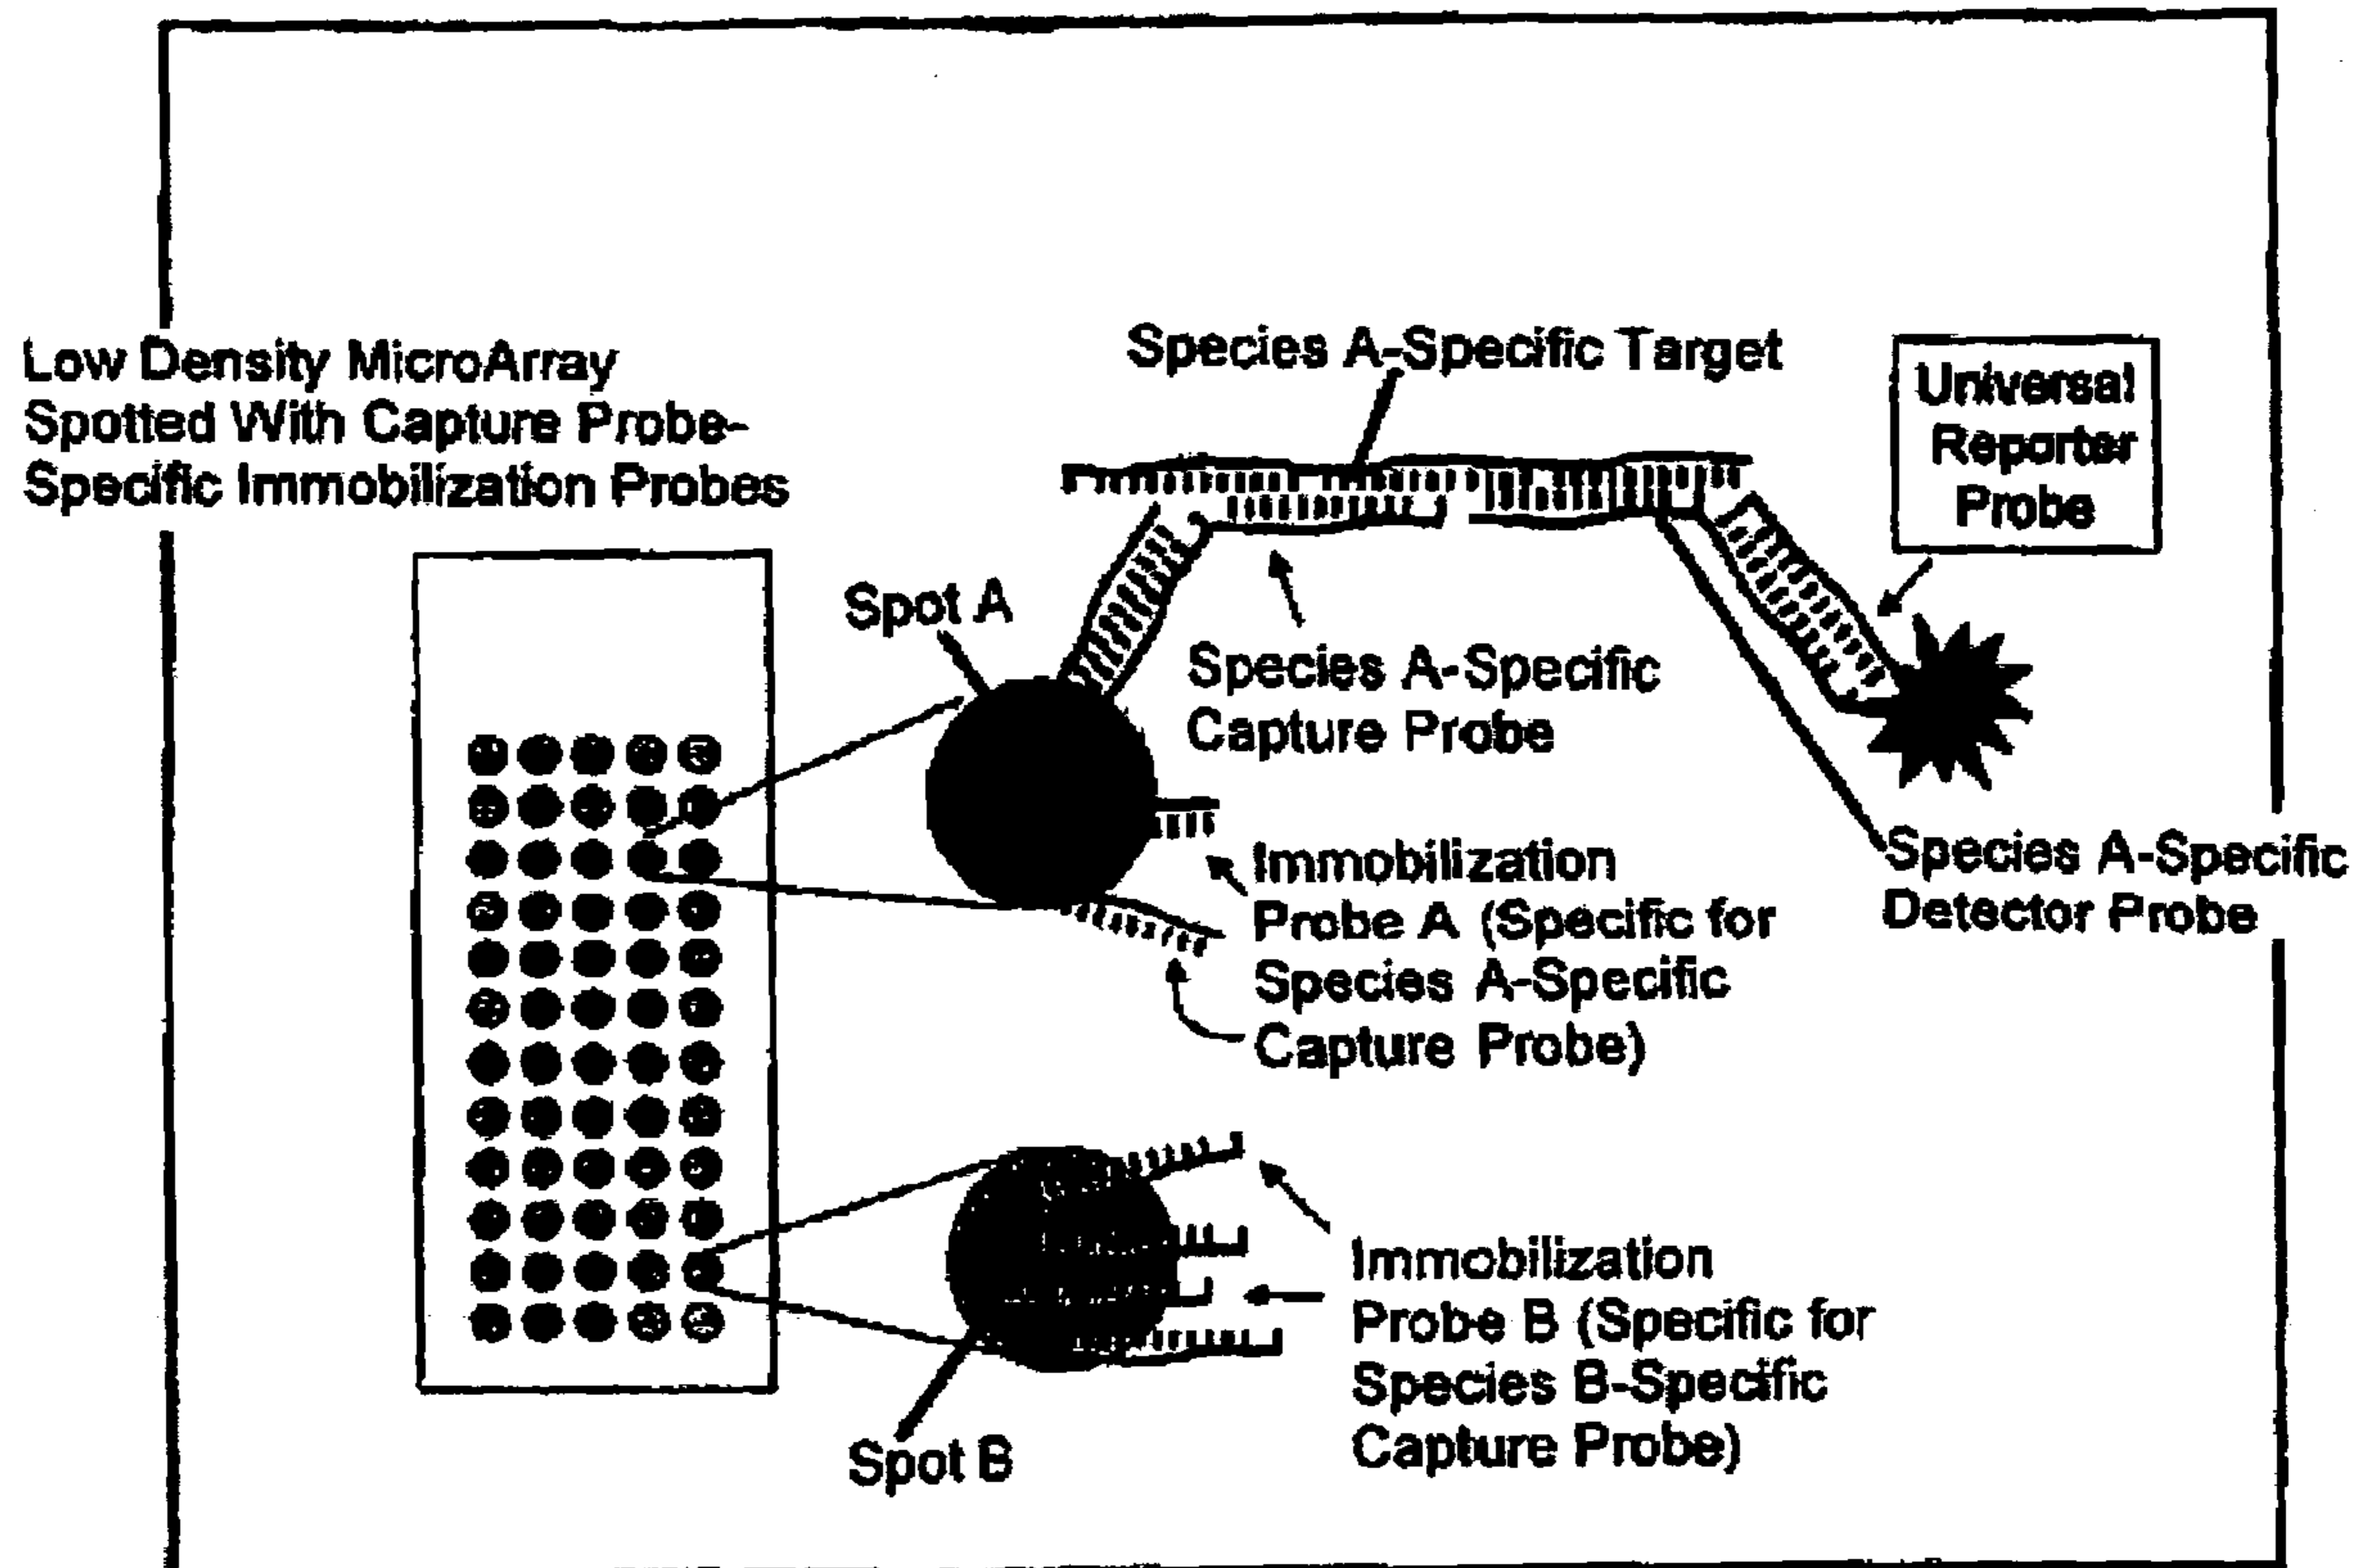 Low Density MicroArray
Spotted With Capture Probe-
Specific Immobilization Probes
Species A-Specific Target
Universal
Reporter
Probe
Spot A
Species A-Specific
Capture Probe
Immobilization
Probe A (Specific for
Species A-Specific
Capture Probe)
Species A-Specific
Detector Probe
Immobilization
Probe B (Specific for
Species B-Specific
Capture Probe)
Spot B